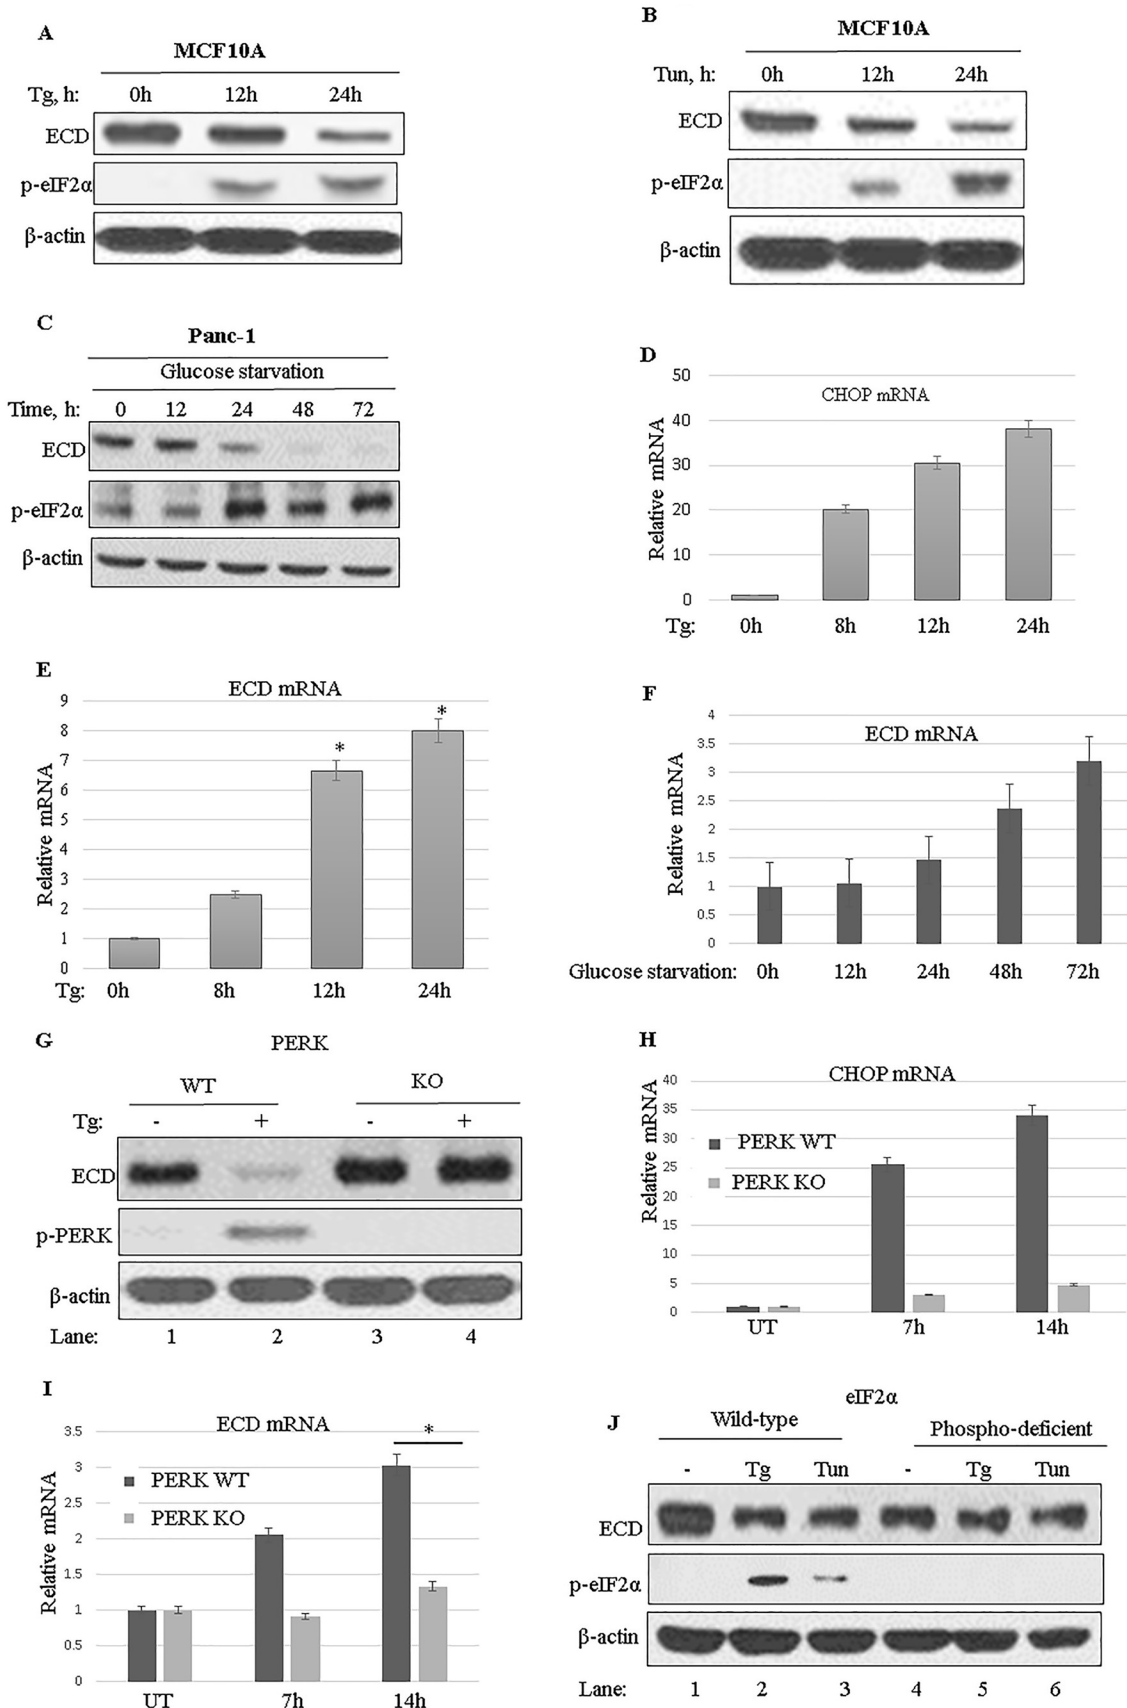 A
MCF10A
Tg, h: 0h 12h 24h
ECD
p-eIF2α
β-actin
B
MCF10A
Tun, h: 0h 12h 24h
ECD
p-eIF2α
β-actin
C
Panc-1
Glucose starvation
Time, h: 0 12 24 48 72
ECD
p-eIF2α
β-actin
D
CHOP mRNA
Relative mRNA
50
40
30
20
10
0
Tg: 0h 8h 12h 24h
E
ECD mRNA
Relative mRNA
9
8
7
6
5
4
3
2
1
0
* *
Tg: 0h 8h 12h 24h
F
ECD mRNA
Relative mRNA
4
3.5
3
2.5
2
1.5
1
0.5
0
Glucose starvation: 0h 12h 24h 48h 72h
G
PERK
WT KO
Tg: - + - +
ECD
p-PERK
β-actin
Lane: 1 2 3 4
H
CHOP mRNA
Relative mRNA
40
35
30
25
20
15
10
5
0
PERK WT
PERK KO
UT 7h 14h
I
ECD mRNA
Relative mRNA
3.5
3
2.5
2
1.5
1
0.5
0
*
PERK WT
PERK KO
UT 7h 14h
J
eIF2α
Wild-type Phospho-deficient
- Tg Tun - Tg Tun
ECD
p-eIF2α
β-actin
Lane: 1 2 3 4 5 6